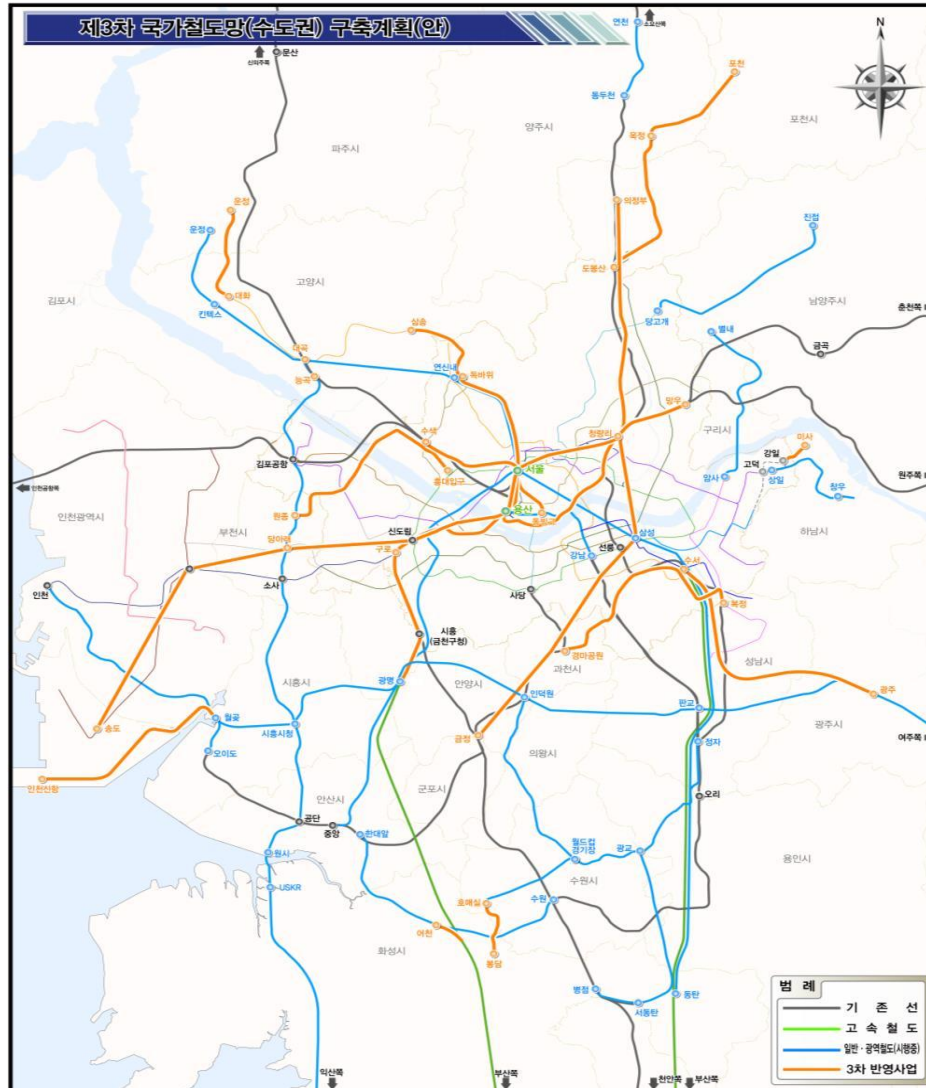 제3차 국가철도망(수도권) 구축계획(안)
신의주쪽
문산
연천
소요산쪽
N
포천
동두천
양주시
포천시
옥정
파주시
의정부
운정
운정
진접
고양시
도봉산
김포시
대화
킨텍스
남양주시
춘천쪽
삼송
당고개
별내
금곡
대곡
능곡
연신내
독바위
망우
수색
청량리
구리시
미사
강일
김포공항
홍대입구
서울
고덕
상일
암사
창우
원주쪽
인천공항쪽
인천광역시
부천시
원종
용산
하남시
당아래
신도림
구로
삼성
선릉
강남
수서
인천
소사
사당
복정
시흥
(금천구청)
경마공원
과천시
성남시
시흥시
광명
안양시
인덕원
판교
광주
월곶
송도
시흥시청
금정
광주시
오이도
의왕시
정자
여주쪽
인천신항
안산시
군포시
오리
공단
중앙
한대앞
원시
월드컵
경기장
광교
용인시
수원시
USKR
호매실
수원
어천
화성시
봉담
병점
서동탄
동탄
범 례
기 존 선
고 속 철 도
일반·광역철도(시행중)
3차 반영사업
익산쪽
부산쪽
천안쪽
부산쪽